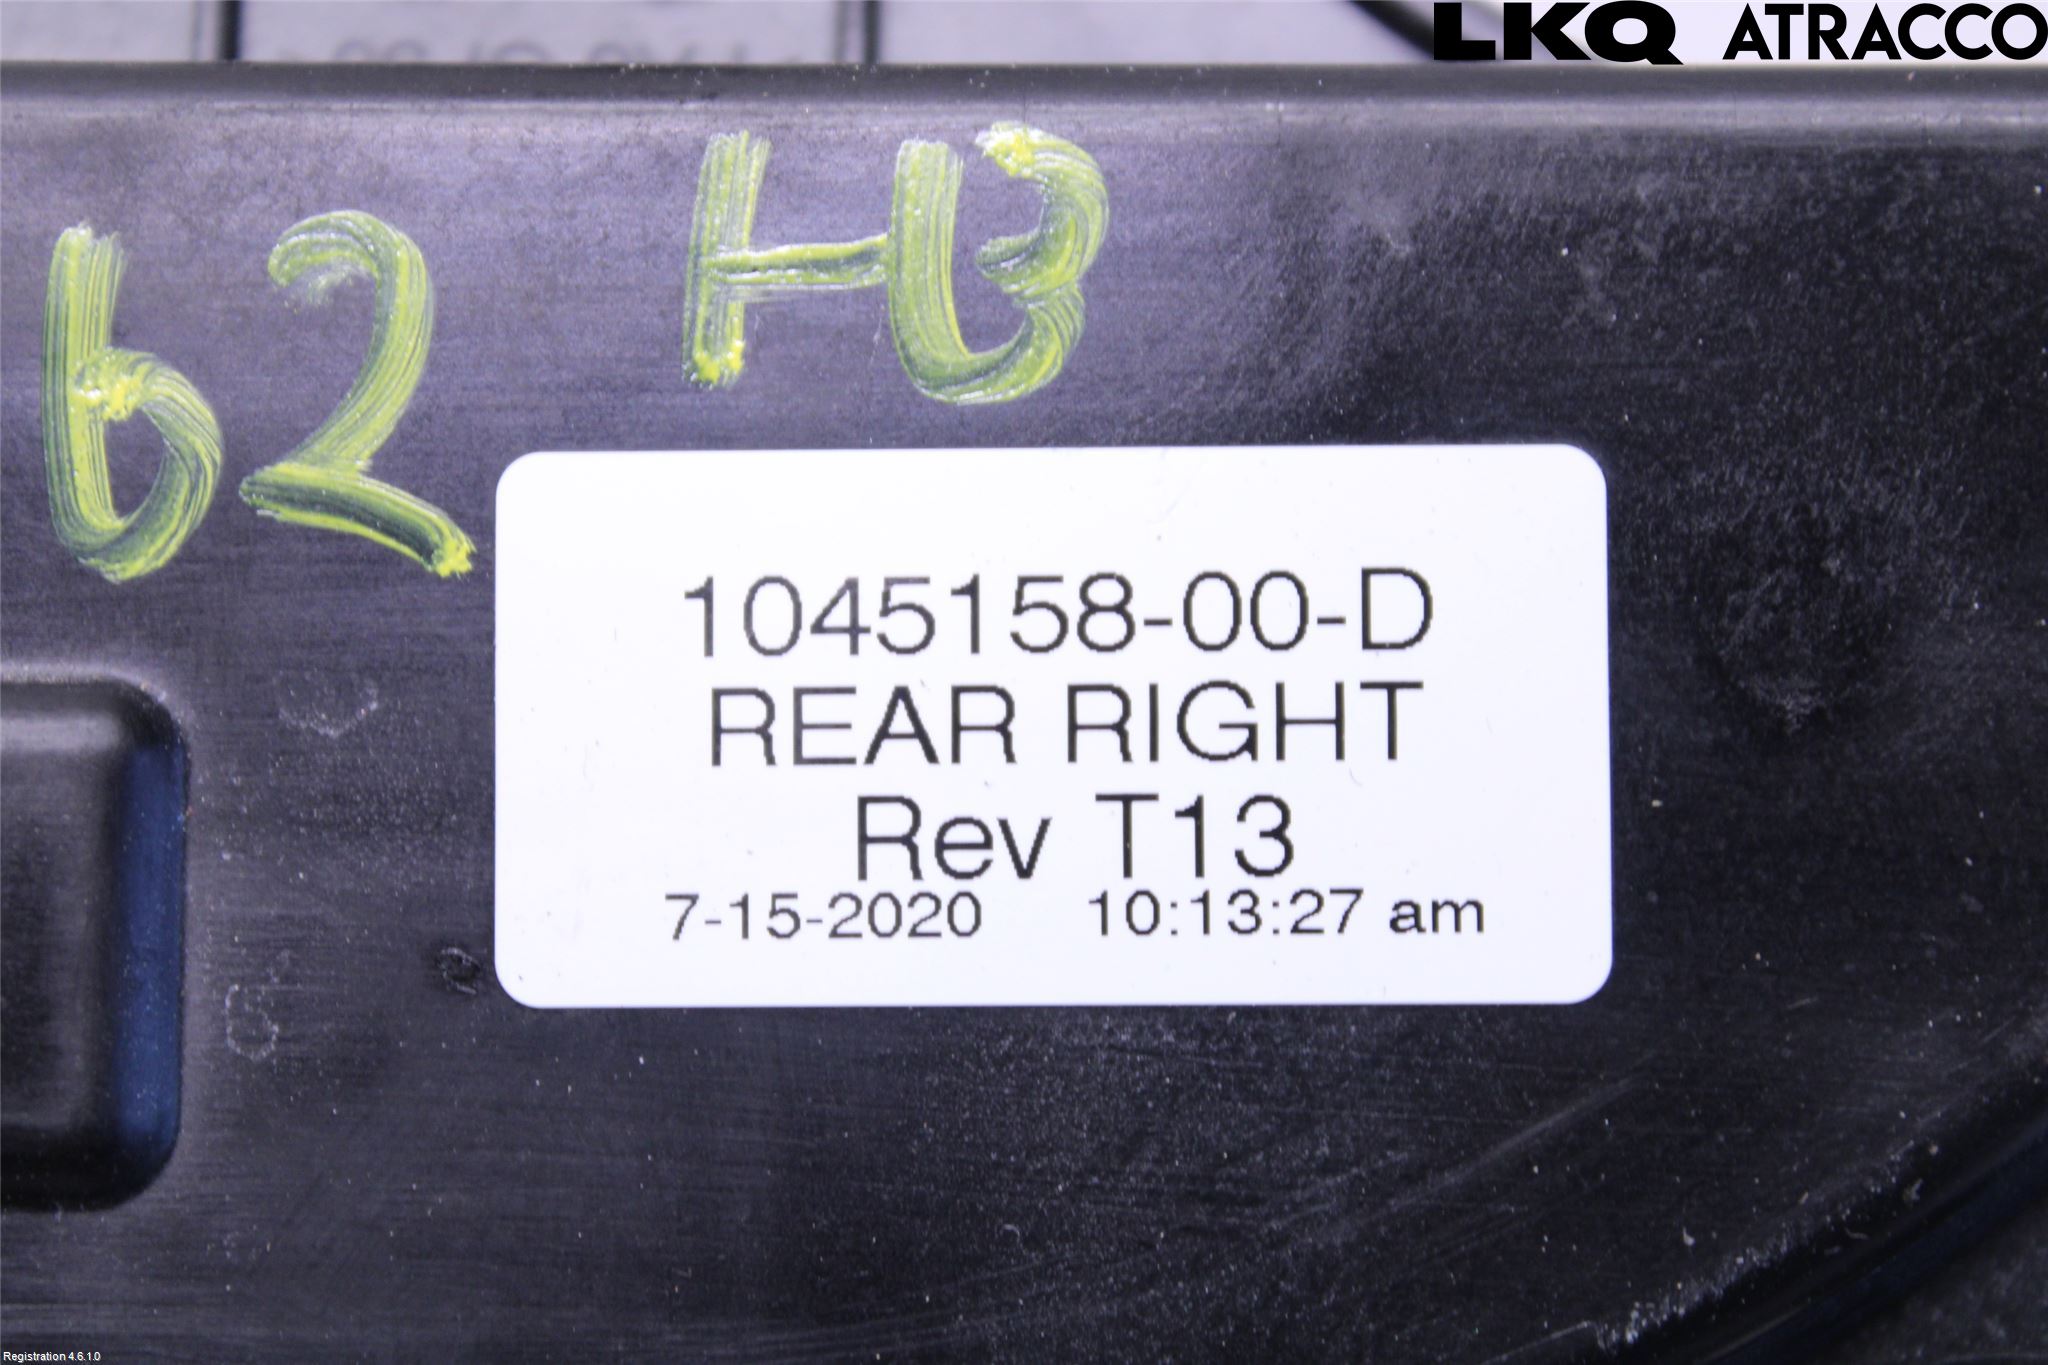 LKQ ATRACCO
62 HB
1045158-00-D
REAR RIGHT
Rev T13
7-15-2020 10:13:27 am
Registration 4.6.1.0